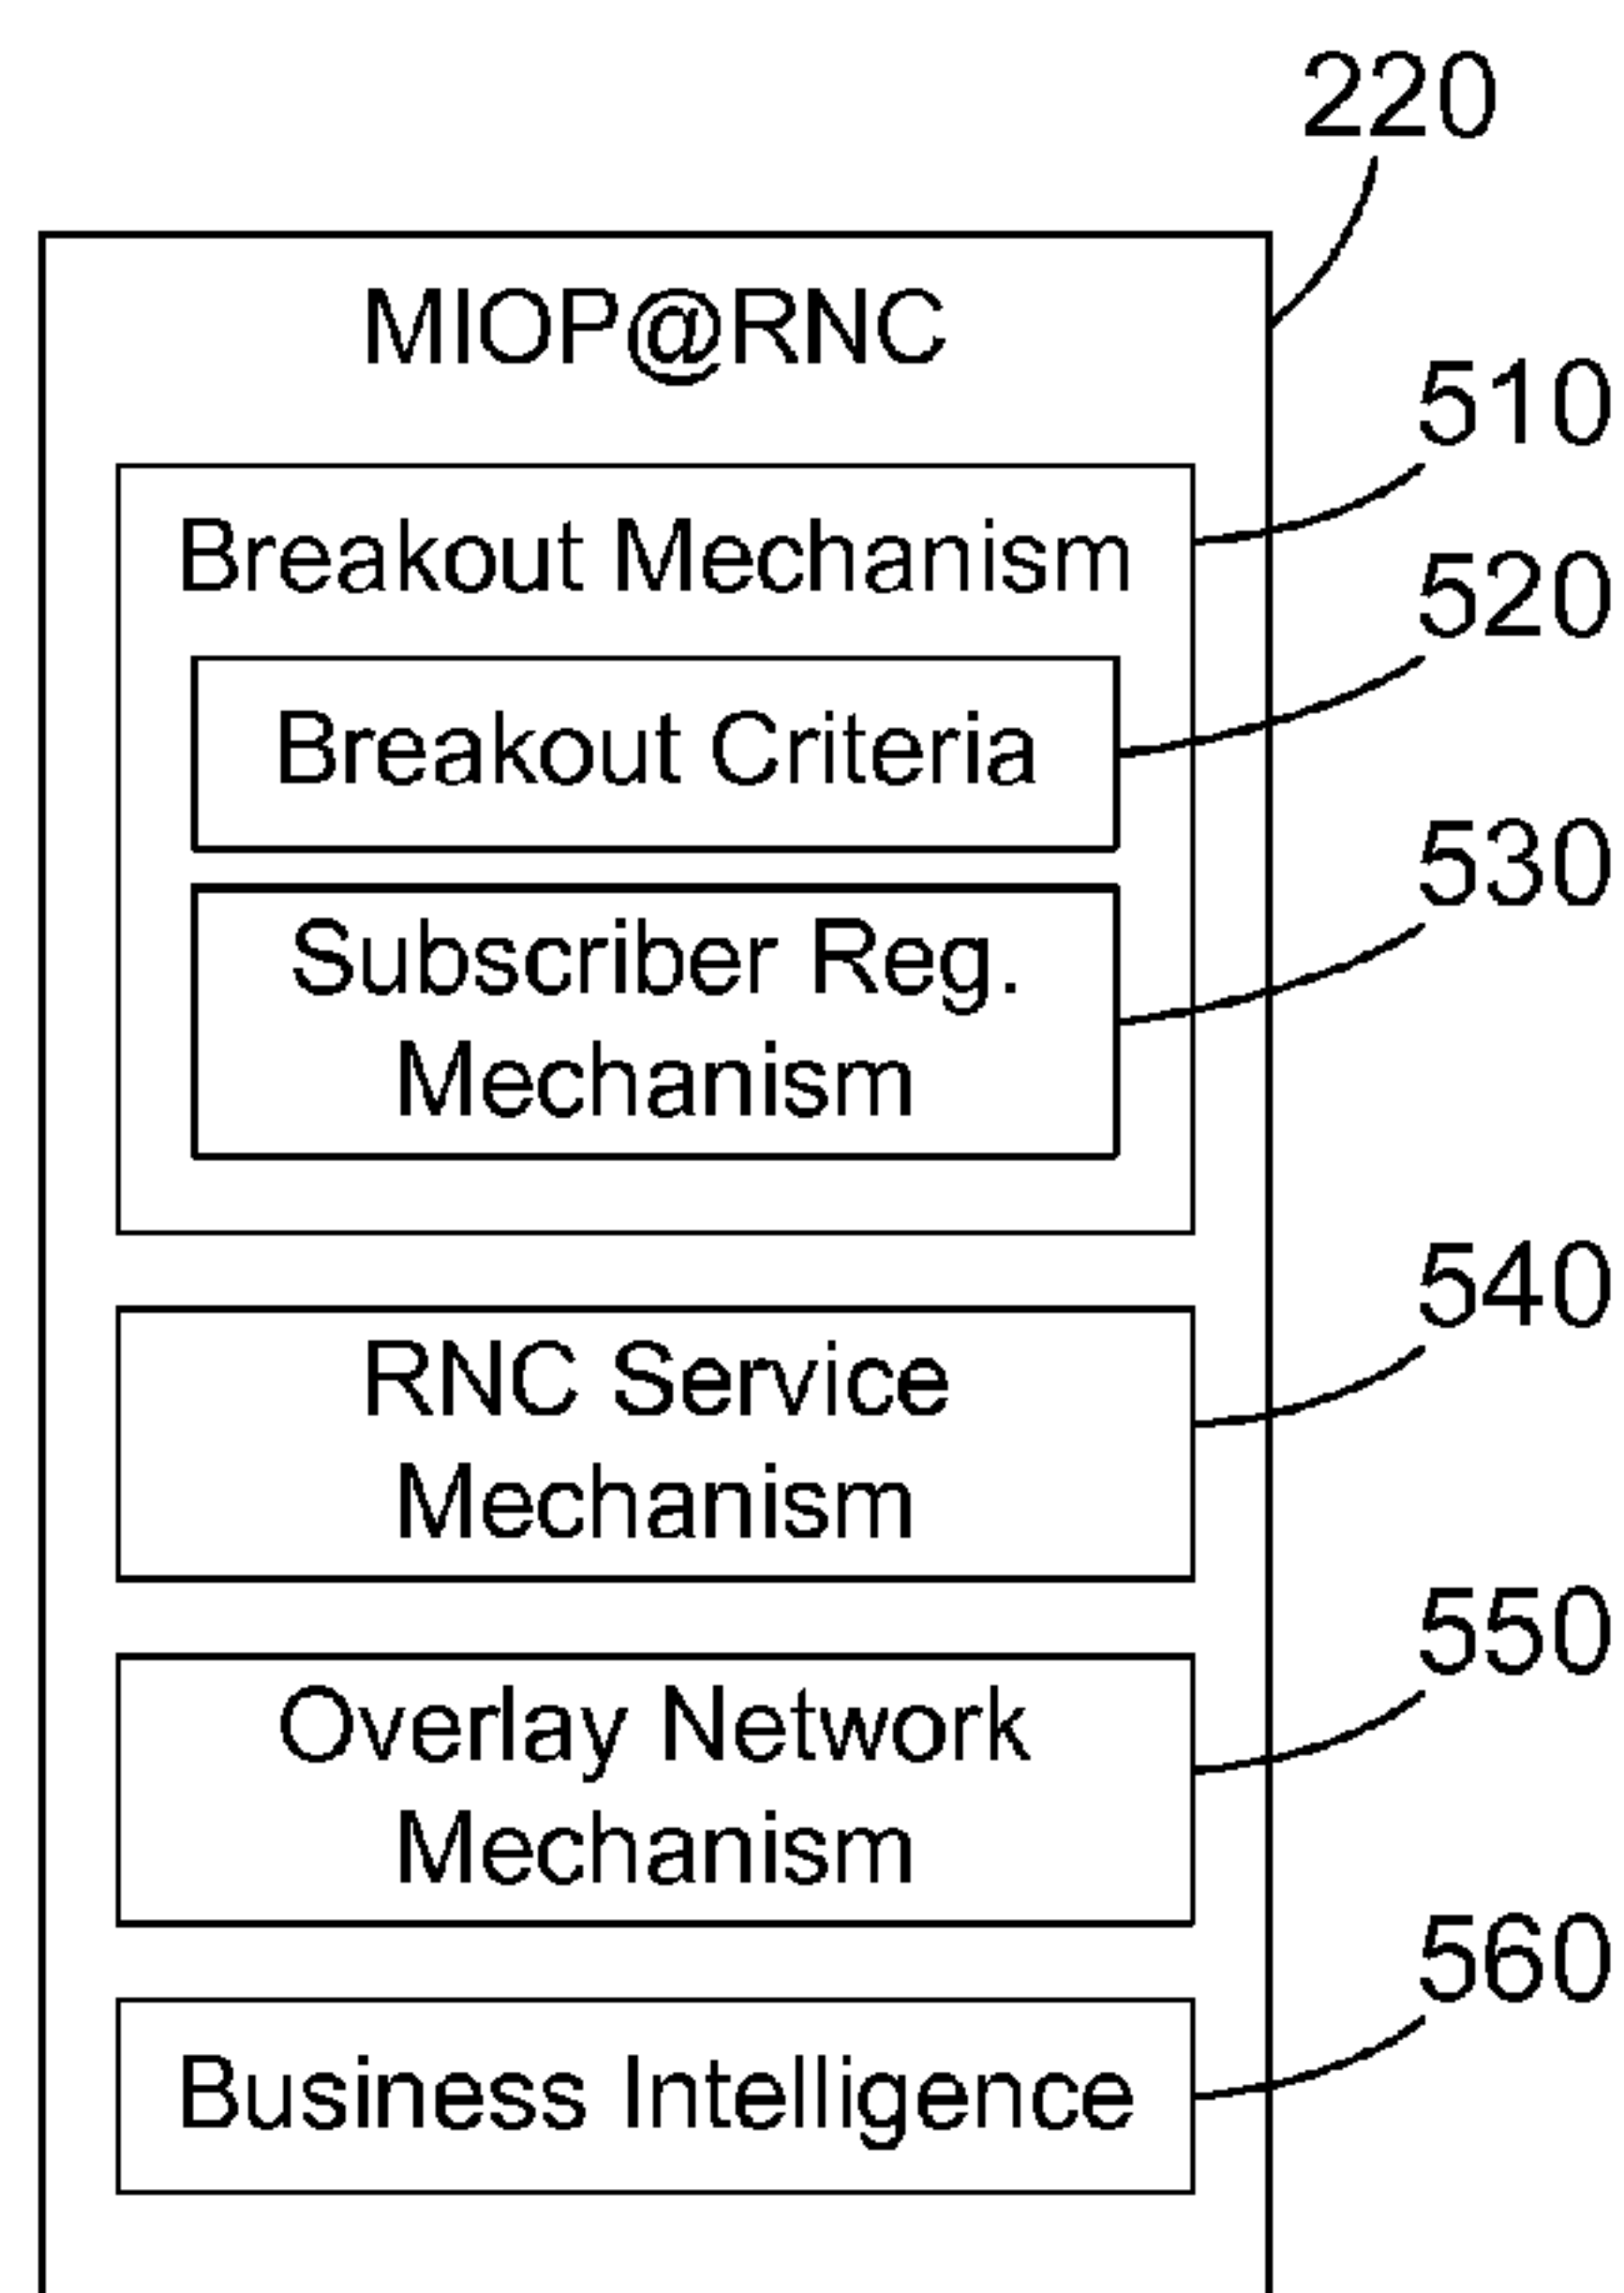 220
MIOP@RNC
510
Breakout Mechanism
520
Breakout Criteria
530
Subscriber Reg.
Mechanism
540
RNC Service
Mechanism
550
Overlay Network
Mechanism
560
Business Intelligence